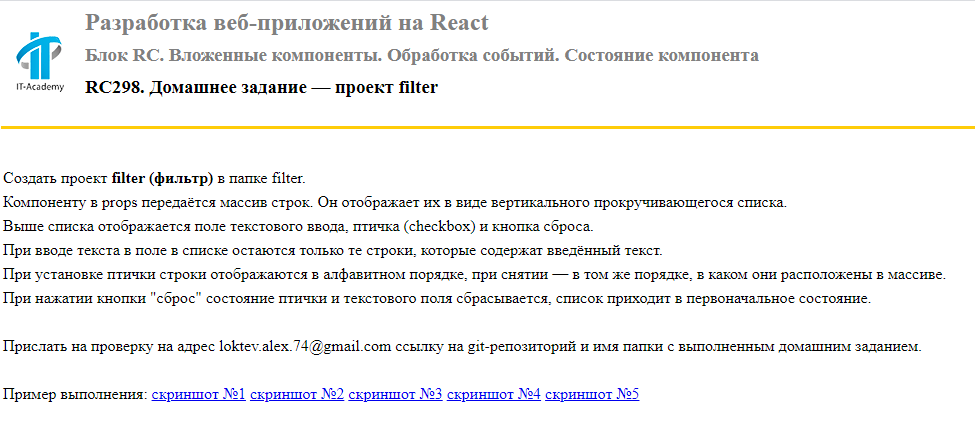 Разработка веб-приложений на React
Блок RC. Вложенные компоненты. Обработка событий. Состояние компонента
IT-Academy
RC298. Домашнее задание — проект filter
Создать проект filter (фильтр) в папке filter.
Компоненту в props передаётся массив строк. Он отображает их в виде вертикального прокручивающегося списка.
Выше списка отображается поле текстового ввода, птичка (checkbox) и кнопка сброса.
При вводе текста в поле в списке остаются только те строки, которые содержат введённый текст.
При установке птички строки отображаются в алфавитном порядке, при снятии — в том же порядке, в каком они расположены в массиве.
При нажатии кнопки "сброс" состояние птички и текстового поля сбрасывается, список приходит в первоначальное состояние.
Прислать на проверку на адрес loktev.alex.74@gmail.com ссылку на git-репозиторий и имя папки с выполненным домашним заданием.
Пример выполнения: скриншот №1 скриншот №2 скриншот №3 скриншот №4 скриншот №5